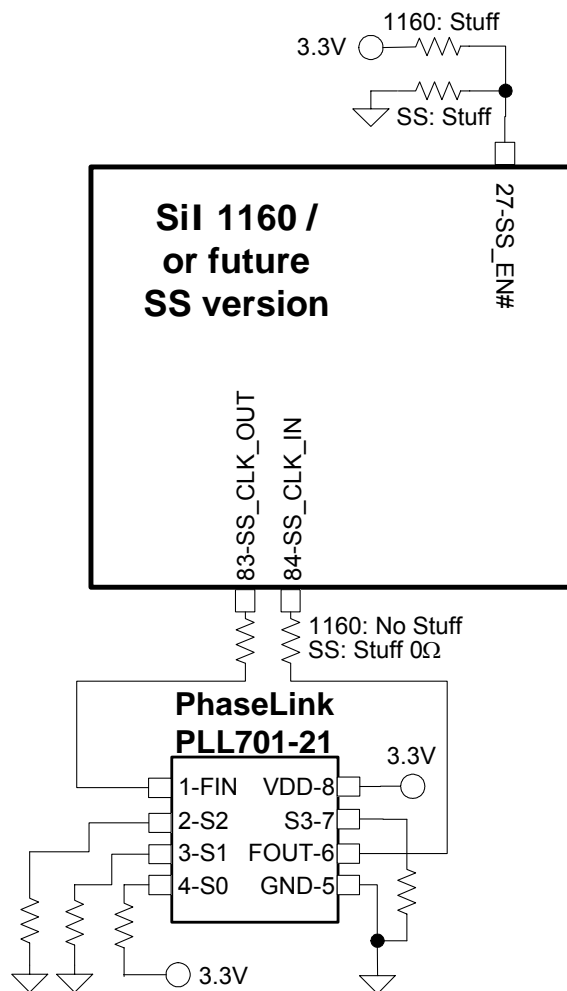 1160: Stuff
3.3V
SS: Stuff
27-SS_EN#
SiI 1160 /
or future
SS version
83-SS_CLK_OUT
84-SS_CLK_IN
1160: No Stuff
SS: Stuff 0Ω
PhaseLink
PLL701-21
3.3V
1-FIN VDD-8
2-S2 S3-7
3-S1 FOUT-6
4-S0 GND-5
3.3V